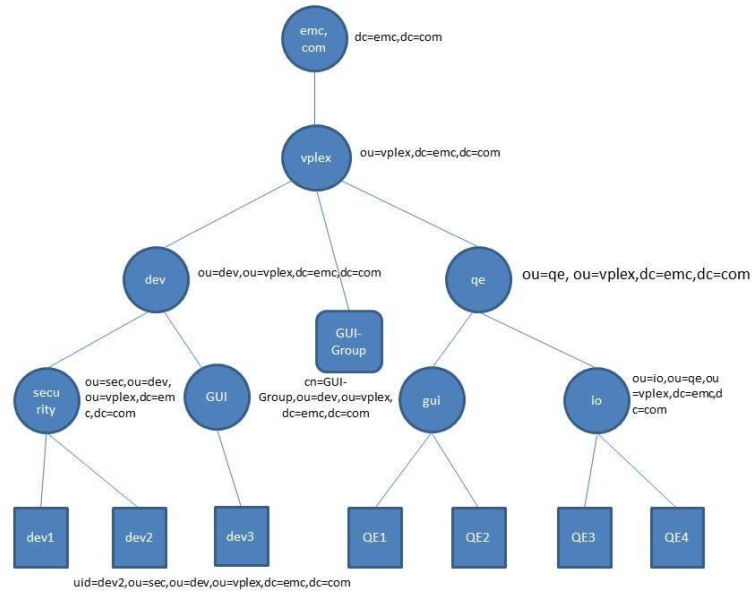 emc,
com
dc=emc,dc=com
vplex
ou=vplex,dc=emc,dc=com
dev
ou=dev,ou=vplex,dc=emc,dc=com
qe
ou=qe, ou=vplex,dc=emc,dc=com
GUI-
Group
cn=GUI-
Group,ou=dev,ou=vplex,
dc=emc,dc=com
secu
rity
ou=sec,ou=dev,
ou=vplex,dc=em
c,dc=com
GUI
gui
io
ou=io,ou=qe,ou
=vplex,dc=emc,d
c=com
dev1
dev2
dev3
QE1
QE2
QE3
QE4
uid=dev2,ou=sec,ou=dev,ou=vplex,dc=emc,dc=com